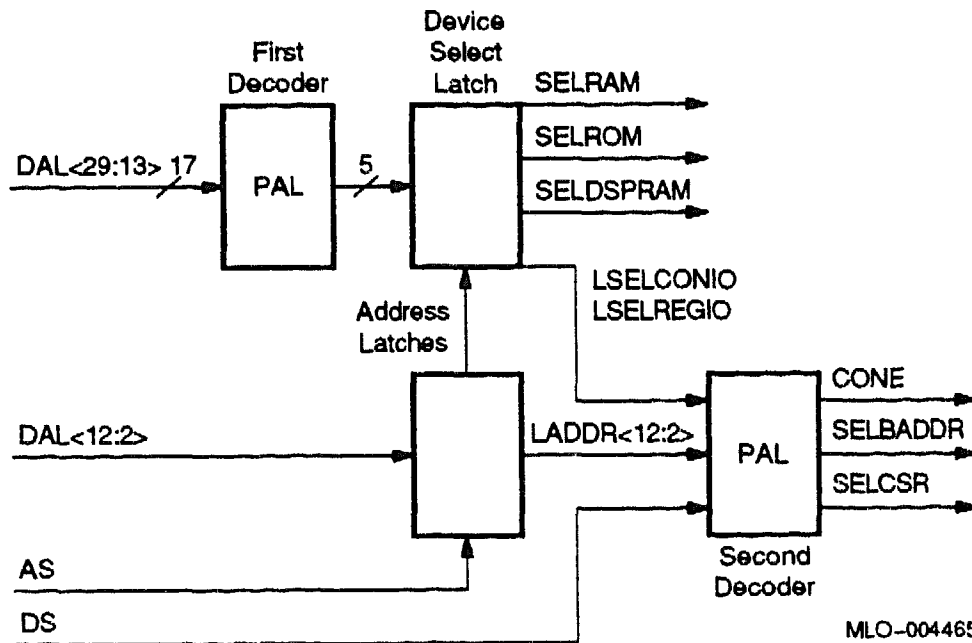 First
Decoder
Device
Select
Latch
SELRAM
SELROM
SELDSPRAM
DAL<29:13> 17
PAL
5
LSELCONIO
LSELREGIO
Address
Latches
DAL<12:2>
LADDR<12:2>
PAL
CONE
SELBADDR
SELCSR
Second
Decoder
AS
DS
MLO-004465